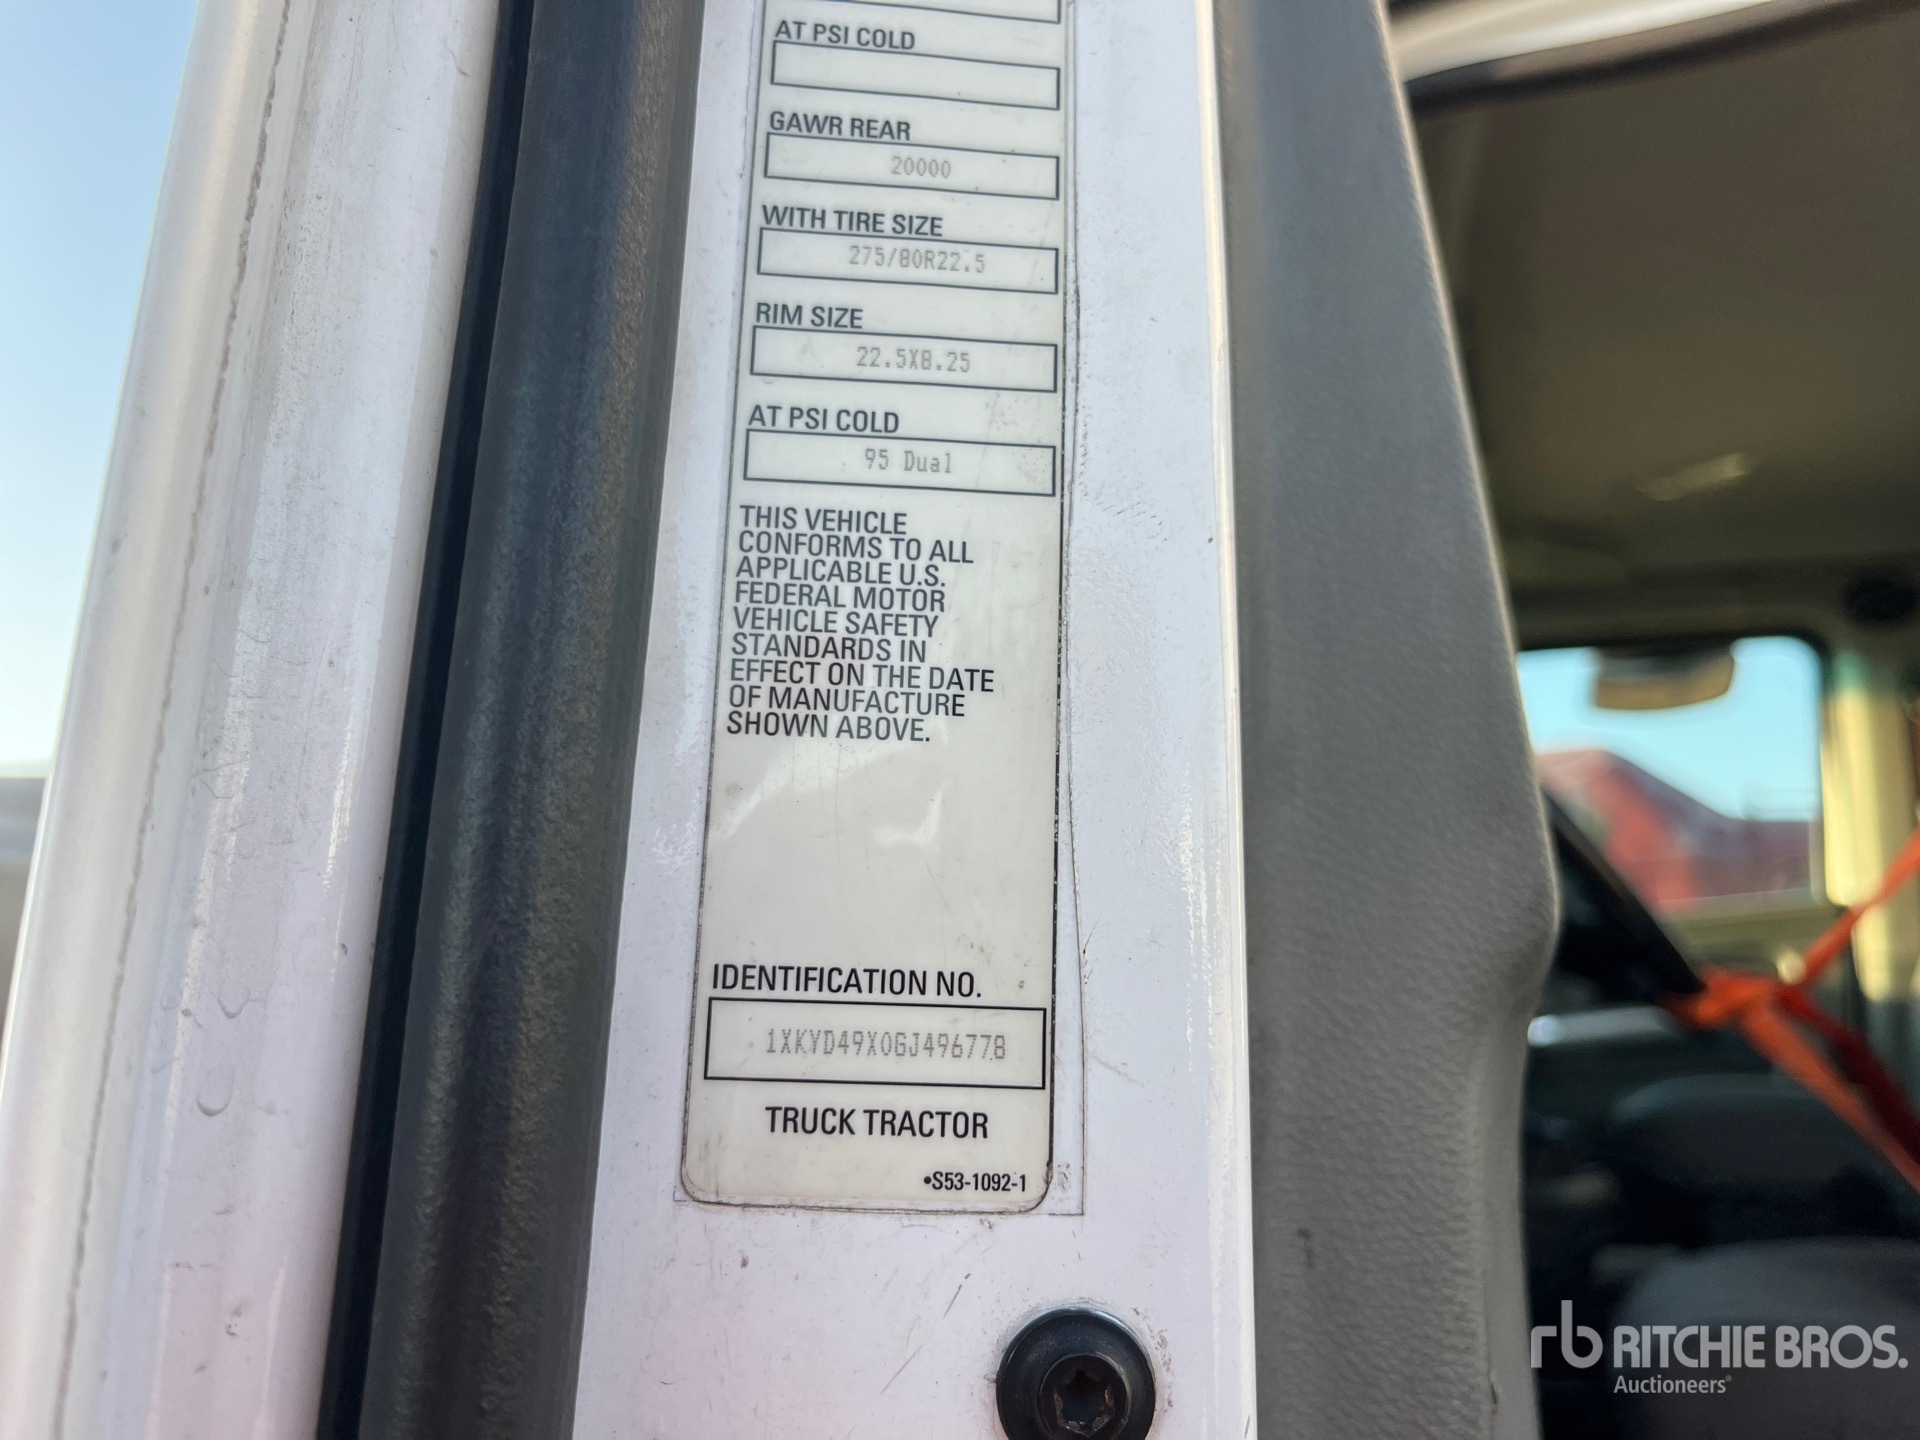 AT PSI COLD
GAWR REAR
20000
WITH TIRE SIZE
275/80R22.5
RIM SIZE
22.5X8.25
AT PSI COLD
95 Dual
THIS VEHICLE
CONFORMS TO ALL
APPLICABLE U.S.
FEDERAL MOTOR
VEHICLE SAFETY
STANDARDS IN
EFFECT ON THE DATE
OF MANUFACTURE
SHOWN ABOVE.
IDENTIFICATION NO.
1XKYD49X0GJ496778
TRUCK TRACTOR
•S53-1092-1
rb RITCHIE BROS.
Auctioneers®